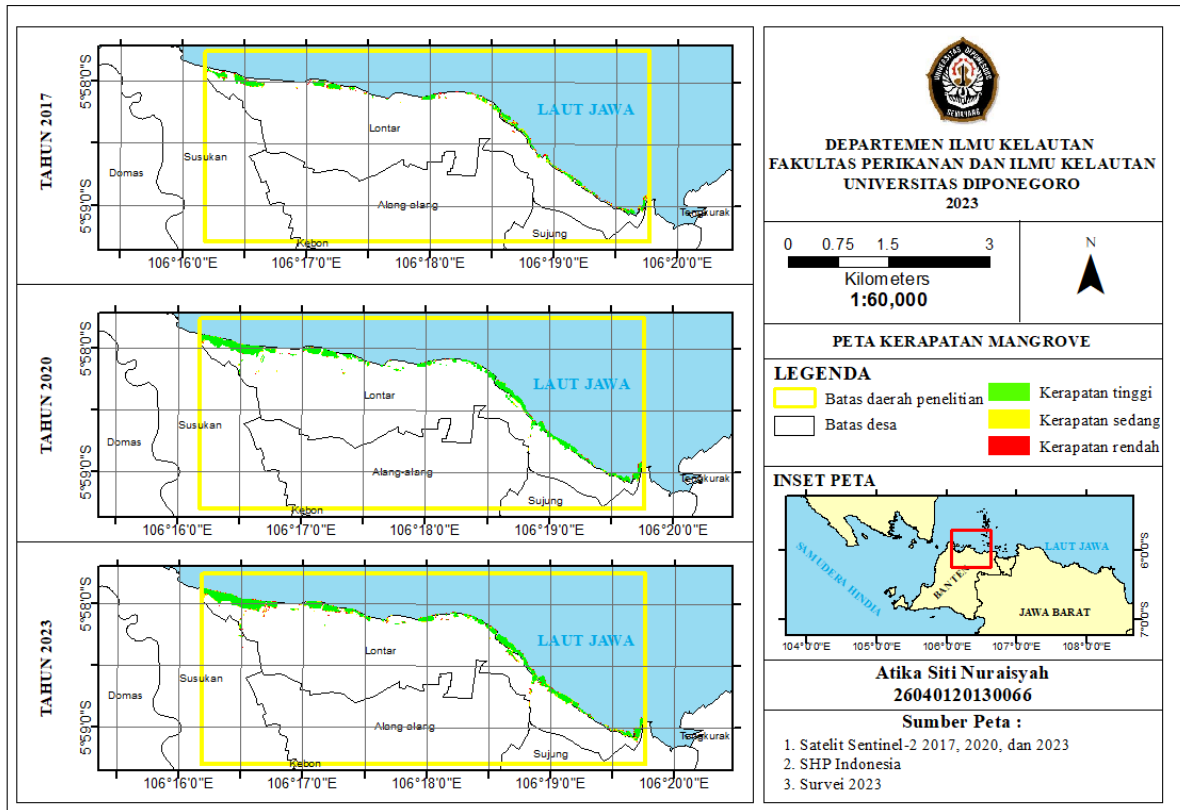 TAHUN 2017
5°58'0"S
5°59'0"S
LAUT JAWA
Lontar
Susukan
Domas
Alang-alang
Tengkurak
Sujung
Kebon
106°16'0"E
106°17'0"E
106°18'0"E
106°19'0"E
106°20'0"E
TAHUN 2020
5°58'0"S
5°59'0"S
LAUT JAWA
Lontar
Susukan
Domas
Alang-alang
Tengkurak
Sujung
Kebon
106°16'0"E
106°17'0"E
106°18'0"E
106°19'0"E
106°20'0"E
TAHUN 2023
5°58'0"S
5°59'0"S
LAUT JAWA
Lontar
Susukan
Domas
Alang-alang
Tengkurak
Sujung
Kebon
106°16'0"E
106°17'0"E
106°18'0"E
106°19'0"E
106°20'0"E
UNIVERSITAS DIPONEGORO
SEMARANG
DEPARTEMEN ILMU KELAUTAN
FAKULTAS PERIKANAN DAN ILMU KELAUTAN
UNIVERSITAS DIPONEGORO
2023
0 0.75 1.5 3
Kilometers
1:60,000
N
PETA KERAPATAN MANGROVE
LEGENDA
Batas daerah penelitian
Batas desa
Kerapatan tinggi
Kerapatan sedang
Kerapatan rendah
INSET PETA
SAMUDERA HINDIA
LAUT JAWA
BANTEN
JAWA BARAT
6°0'0"S
7°0'0"S
104°0'0"E
105°0'0"E
106°0'0"E
107°0'0"E
108°0'0"E
Atika Siti Nuraisyah
26040120130066
Sumber Peta :
1. Satelit Sentinel-2 2017, 2020, dan 2023
2. SHP Indonesia
3. Survei 2023